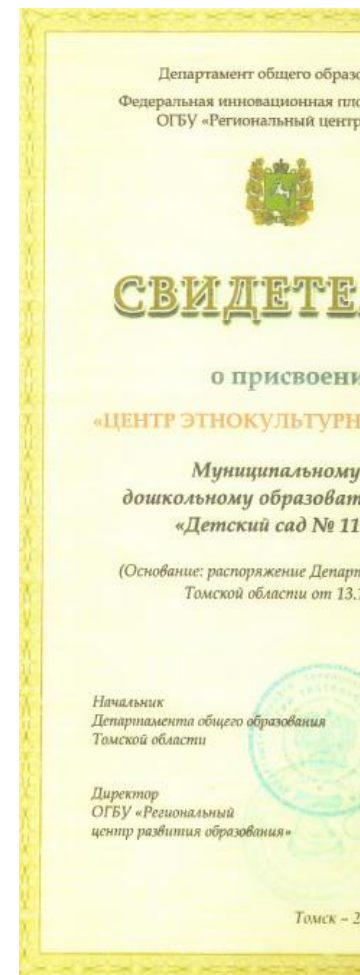 Департамент общего образо
Федеральная инновационная пло
ОГБУ «Региональный центр
СВИДЕТЕЛ
о присвоени
«ЦЕНТР ЭТНОКУЛЬТУРН
Муниципальному
дошкольному образоват
«Детский сад № 11
(Основание: распоряжение Департ
Томской области от 13.1
Начальник
Департамента общего образования
Томской области
Директор
ОГБУ «Региональный
центр развития образования»
Томск – 2